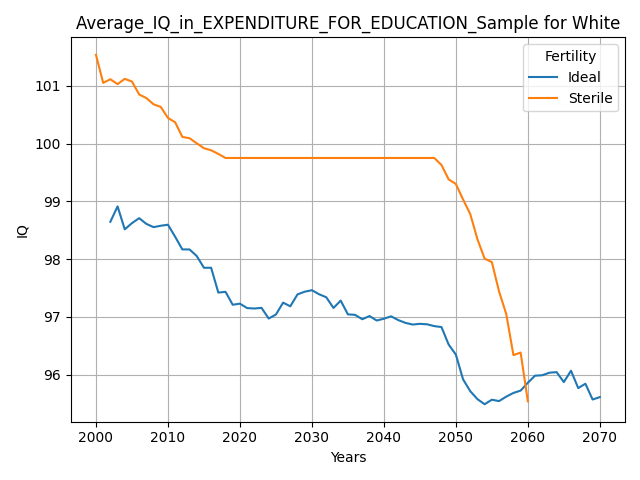 Average_IQ_in_EXPENDITURE_FOR_EDUCATION_Sample for White
Fertility
Ideal
Sterile
IQ
101
100
99
98
97
96
2000 2010 2020 2030 2040 2050 2060 2070
Years